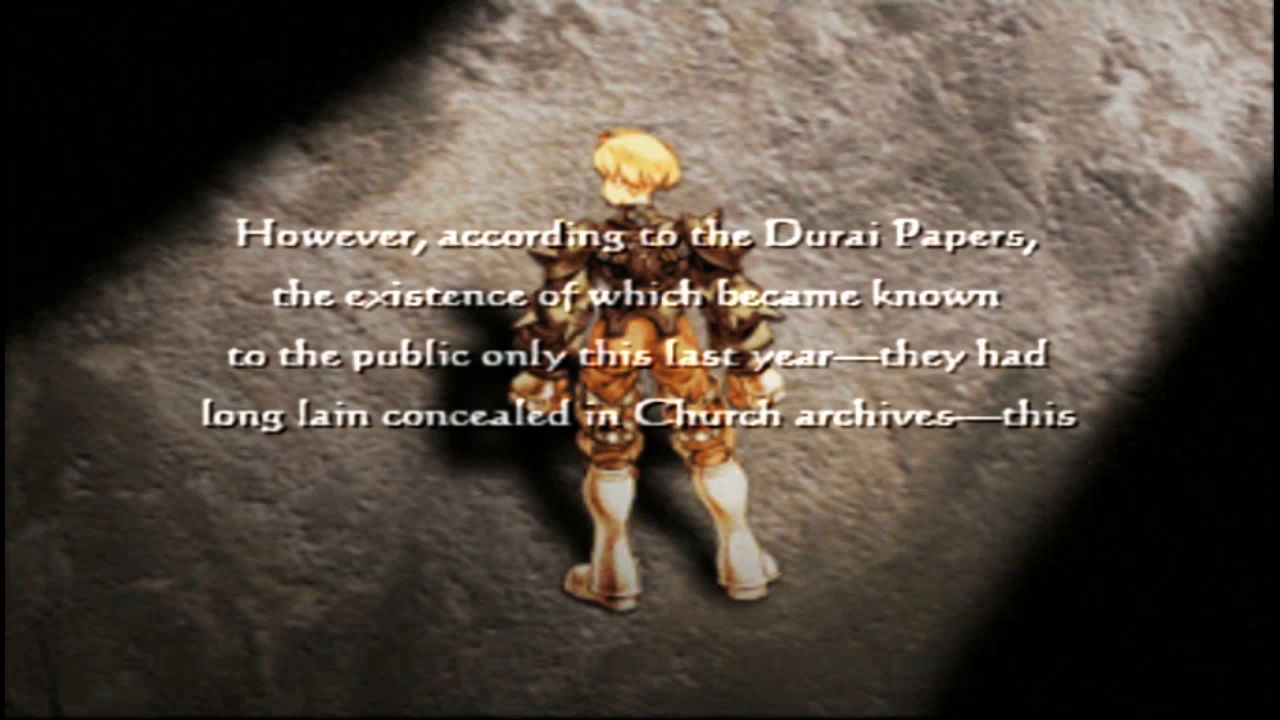 However, according to the Durai Papers,
the existence of which became known
to the public only this last year—they had
long lain concealed in Church archives—this